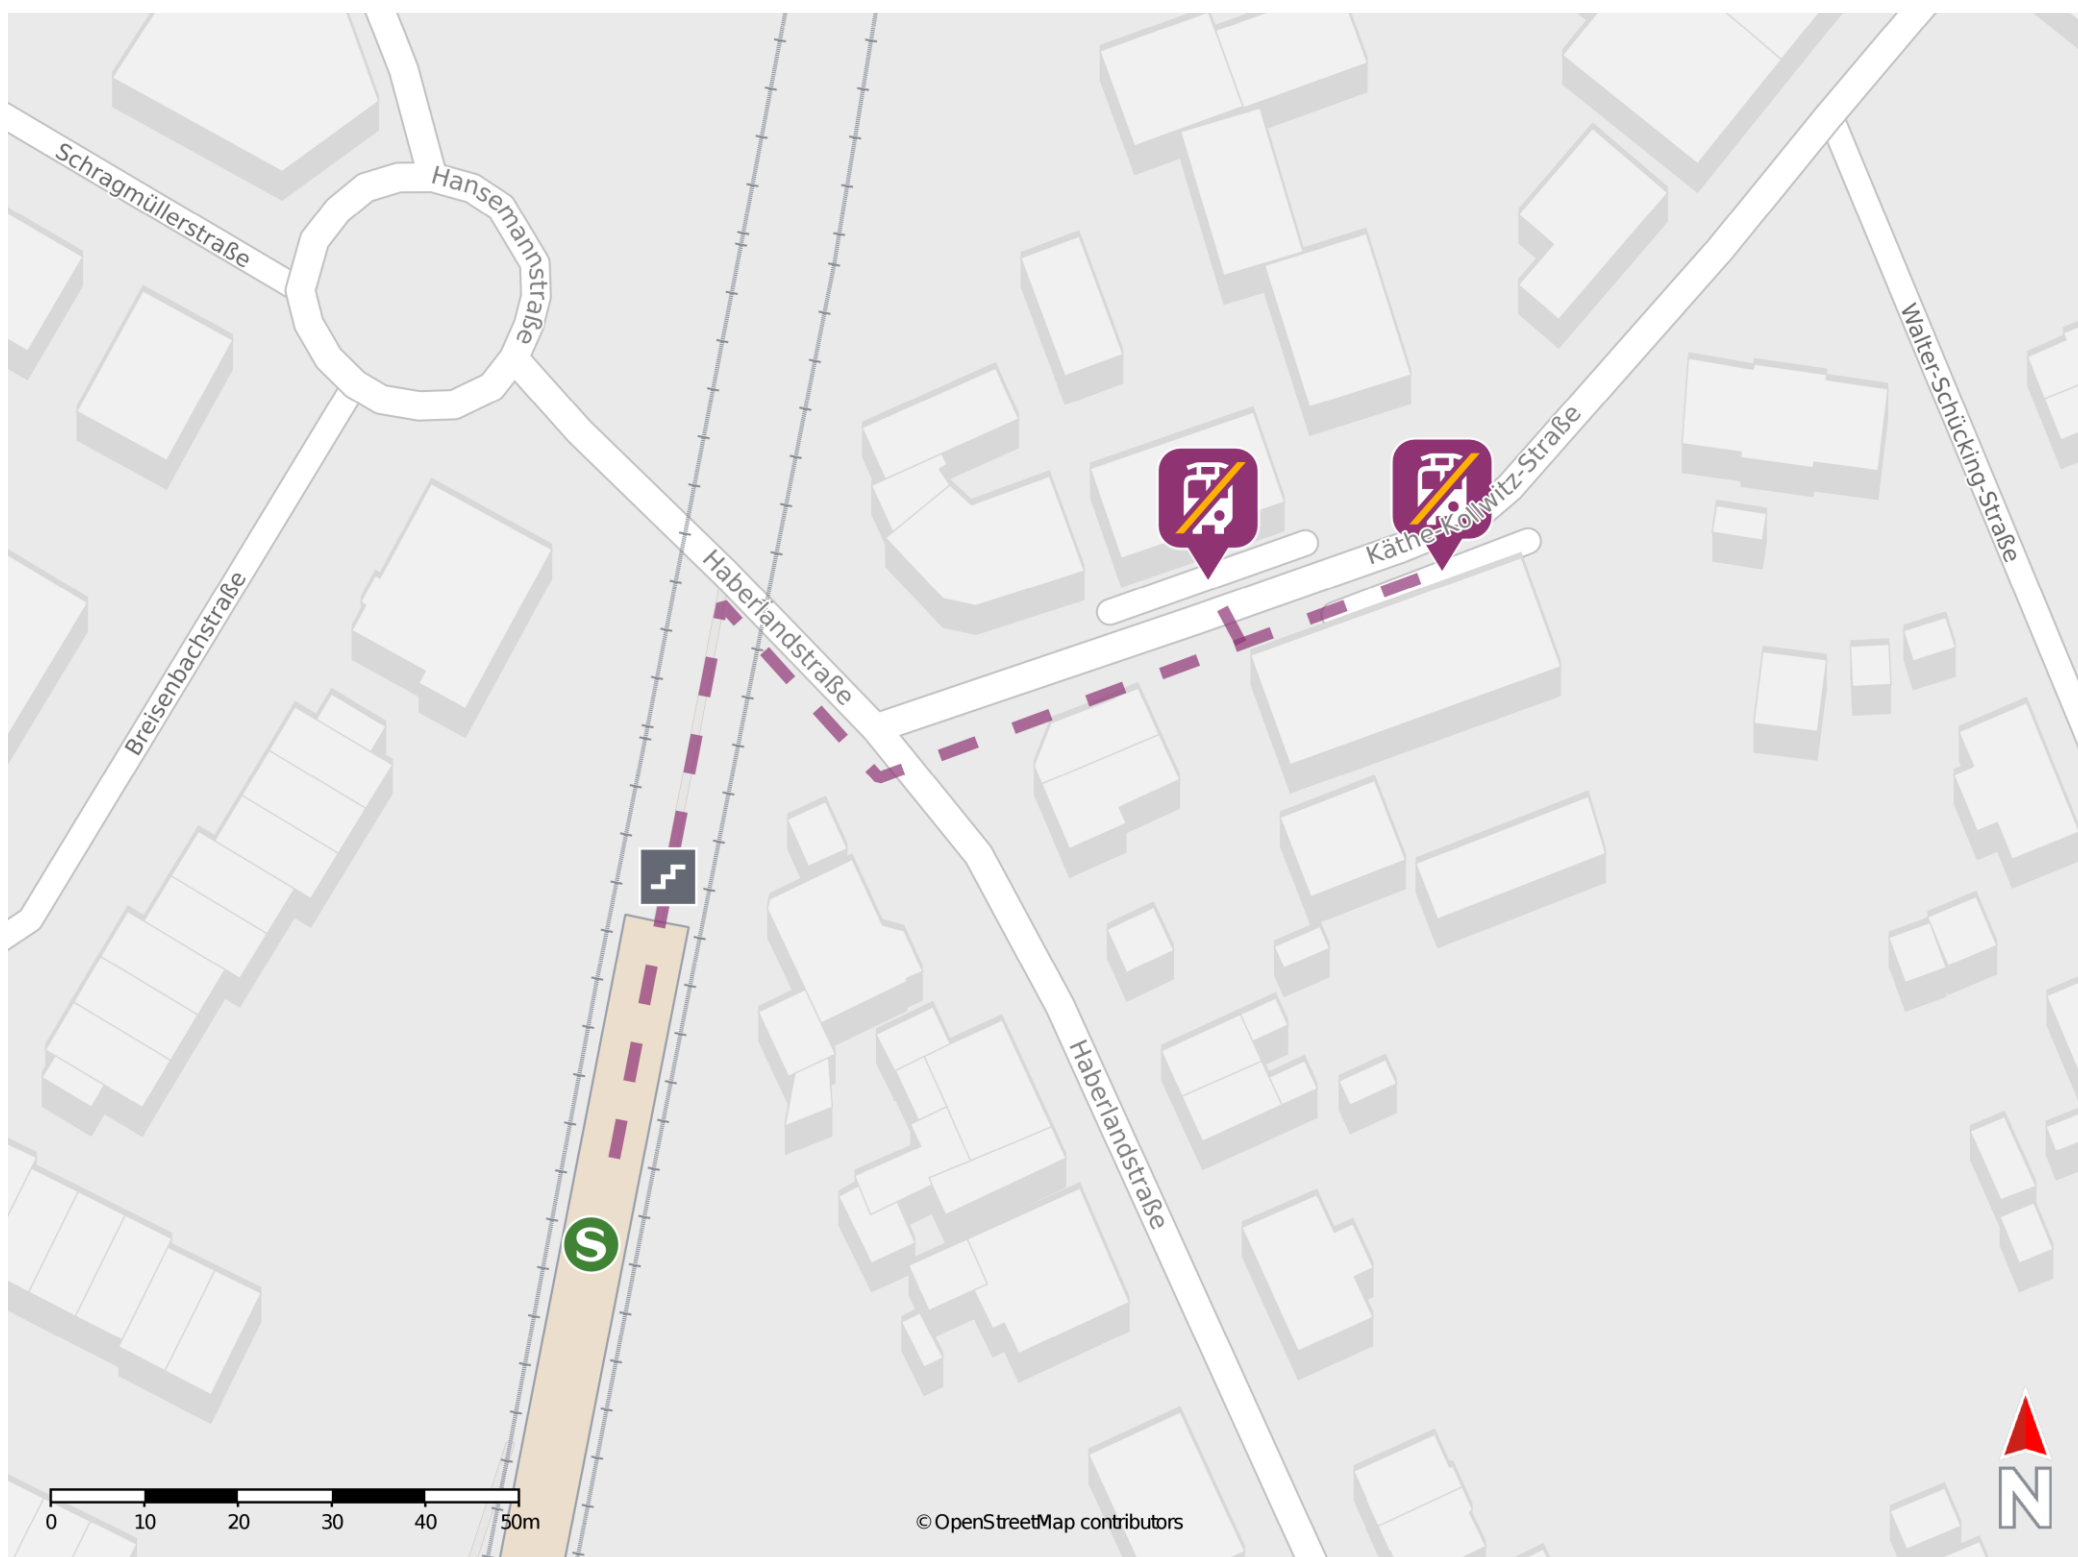 Schragmüllerstraße
Hansemannstraße
Breisenbachstraße
Haberlandstraße
Käthe-Kollwitz-Straße
Walter-Schücking-Straße
Haberlandstraße
S
0 10 20 30 40 50m
© OpenStreetMap contributors
N